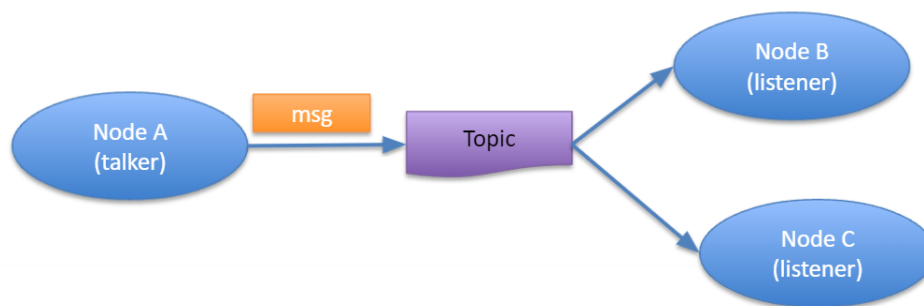 Node A
(talker)
msg
Topic
Node B
(listener)
Node C
(listener)